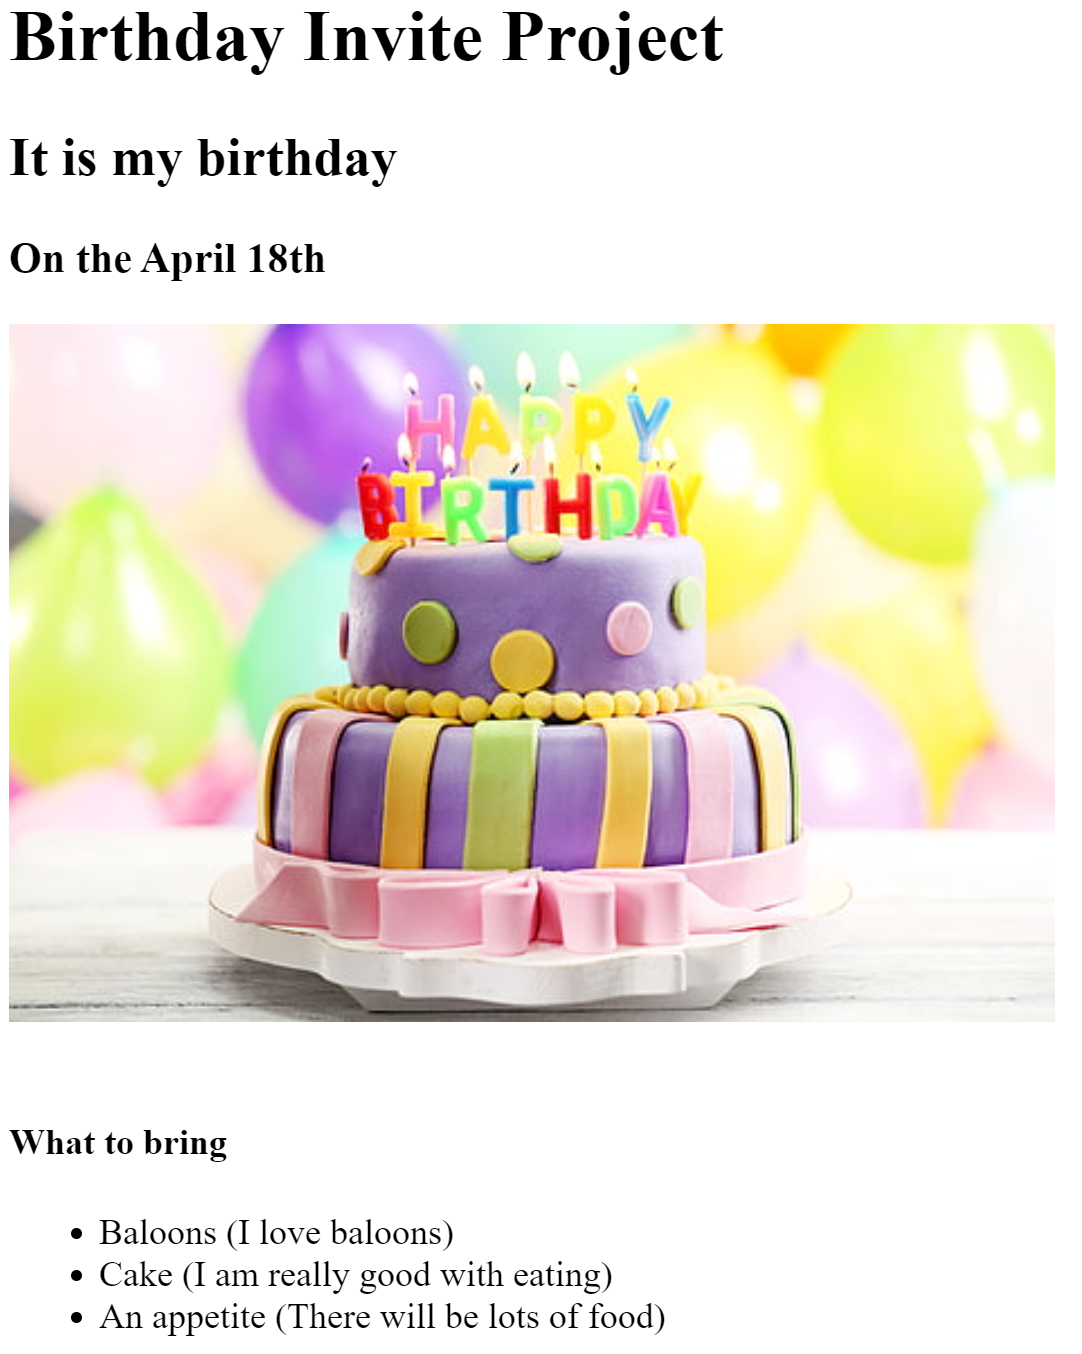 Birthday Invite Project
It is my birthday
On the April 18th
HAPPY
BIRTHDAY
What to bring
Baloons (I love baloons)
Cake (I am really good with eating)
An appetite (There will be lots of food)